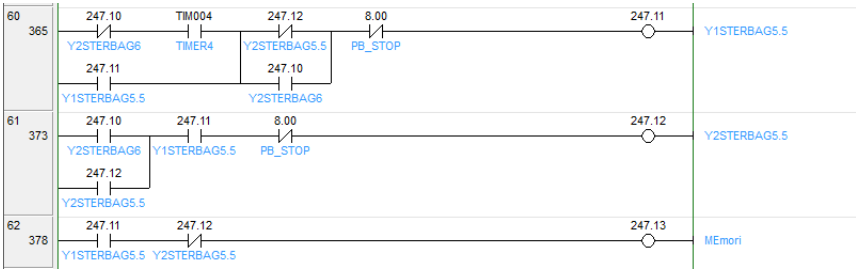 60 247.10 TIM004 247.12 8.00 247.11
365 Y1STERBAG5.5
Y2STERBAG6 TIMER4 Y2STERBAG5.5 PB_STOP
247.11 247.10
Y1STERBAG5.5 Y2STERBAG6
61 247.10 247.11 8.00 247.12
373 Y2STERBAG5.5
Y2STERBAG6 Y1STERBAG5.5 PB_STOP
247.12
Y2STERBAG5.5
62 247.11 247.12 247.13
378 MEmori
Y1STERBAG5.5 Y2STERBAG5.5